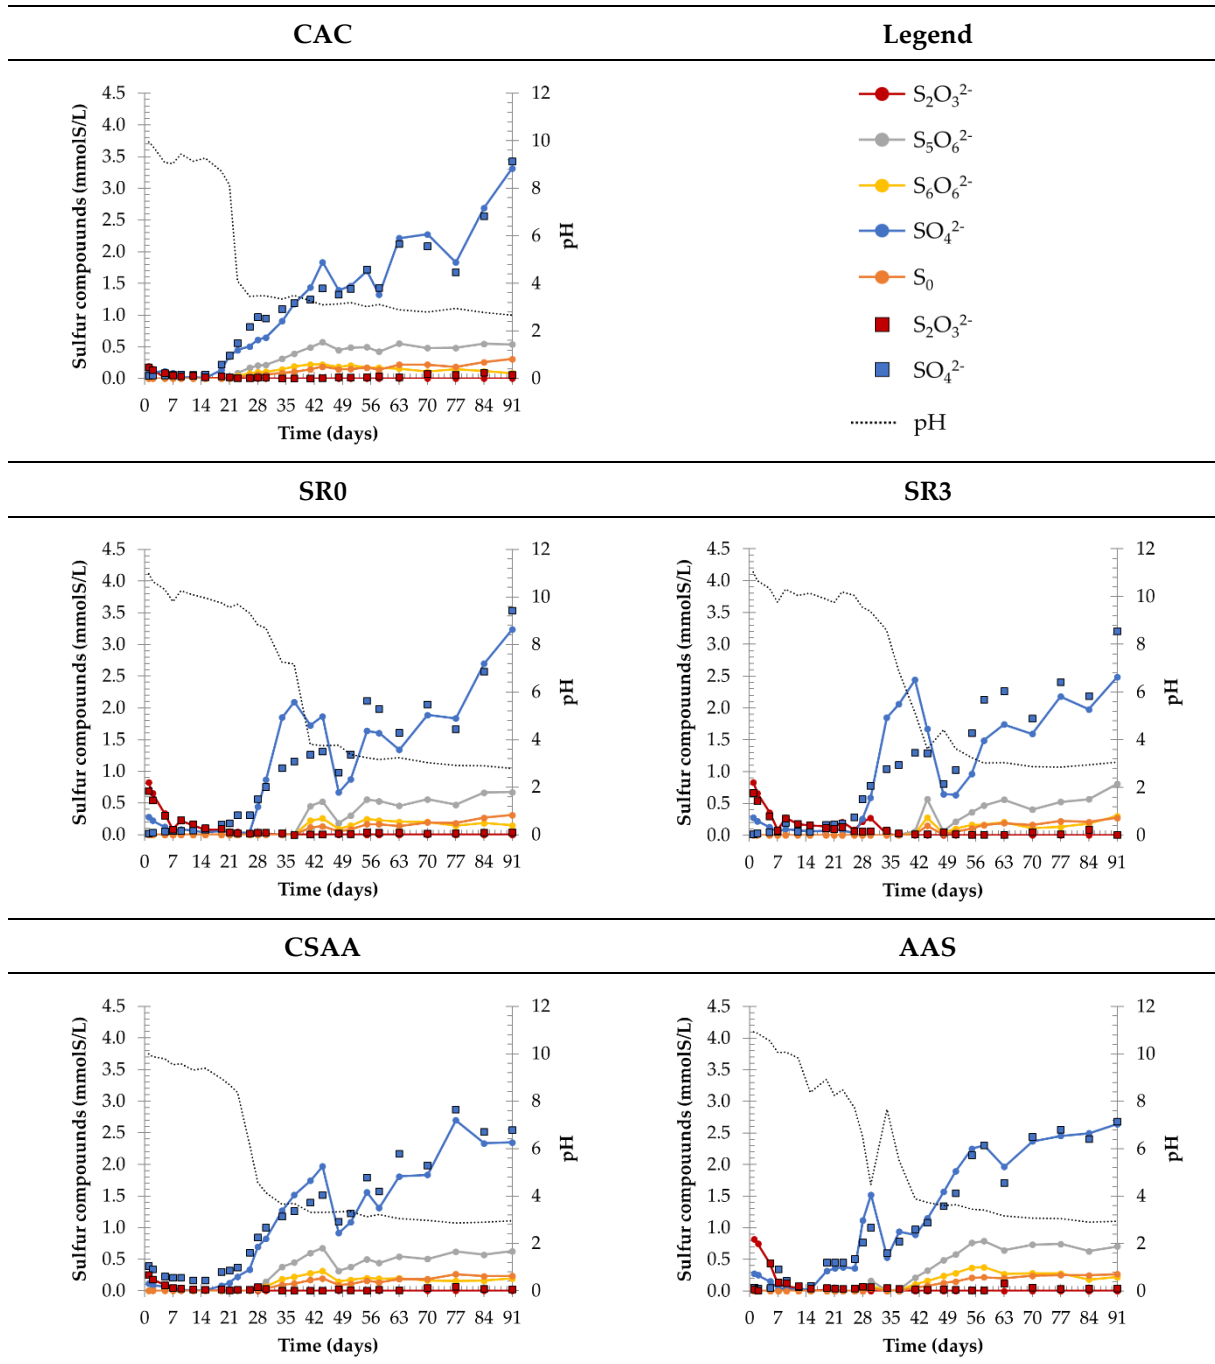 CAC
Legend
4.5
4.0
3.5
3.0
2.5
2.0
1.5
1.0
0.5
0.0
12
10
8
6
4
2
0
0 7 14 21 28 35 42 49 56 63 70 77 84 91
Sulfur compouunds (mmolS/L)
pH
Time (days)
S₂O₃²⁻
S₅O₆²⁻
S₆O₆²⁻
SO₄²⁻
S₀
S₂O₃²⁻
SO₄²⁻
pH
SR0
SR3
4.5
4.0
3.5
3.0
2.5
2.0
1.5
1.0
0.5
0.0
12
10
8
6
4
2
0
0 7 14 21 28 35 42 49 56 63 70 77 84 91
Sulfur compouunds (mmolS/L)
pH
Time (days)
4.5
4.0
3.5
3.0
2.5
2.0
1.5
1.0
0.5
0.0
12
10
8
6
4
2
0
0 7 14 21 28 35 42 49 56 63 70 77 84 91
Sulfur compouunds (mmolS/L)
pH
Time (days)
CSAA
AAS
4.5
4.0
3.5
3.0
2.5
2.0
1.5
1.0
0.5
0.0
12
10
8
6
4
2
0
0 7 14 21 28 35 42 49 56 63 70 77 84 91
Sulfur compouunds (mmolS/L)
pH
Time (days)
4.5
4.0
3.5
3.0
2.5
2.0
1.5
1.0
0.5
0.0
12
10
8
6
4
2
0
0 7 14 21 28 35 42 49 56 63 70 77 84 91
Sulfur compouunds (mmolS/L)
pH
Time (days)